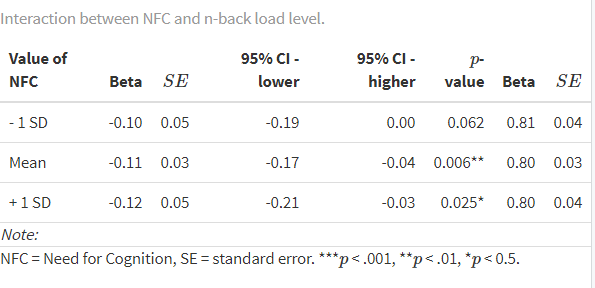 Interaction between NFC and n-back load level.
Value of 95% CI - 95% CI - p-
NFC Beta SE lower higher value Beta SE
- 1 SD -0.10 0.05 -0.19 0.00 0.062 0.81 0.04
Mean -0.11 0.03 -0.17 -0.04 0.006** 0.80 0.03
+ 1 SD -0.12 0.05 -0.21 -0.03 0.025* 0.80 0.04
Note:
NFC = Need for Cognition, SE = standard error. ***p < .001, **p < .01, *p < 0.5.